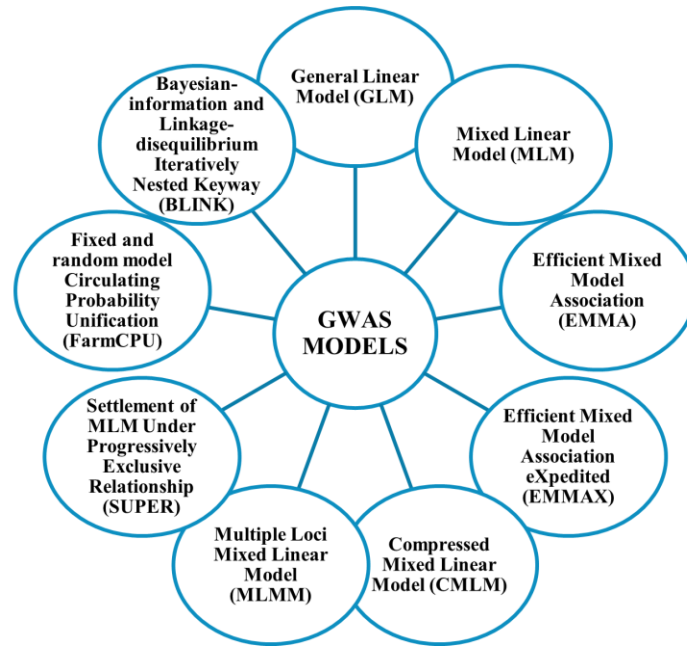 General Linear
Model (GLM)
Mixed Linear
Model (MLM)
Efficient Mixed
Model
Association
(EMMA)
Efficient Mixed
Model
Association
eXpedited
(EMMAX)
Compressed
Mixed Linear
Model (CMLM)
Multiple Loci
Mixed Linear
Model
(MLMM)
Settlement of
MLM Under
Progressively
Exclusive
Relationship
(SUPER)
Fixed and
random model
Circulating
Probability
Unification
(FarmCPU)
Bayesian-
information and
Linkage-
disequilibrium
Iteratively
Nested Keyway
(BLINK)
GWAS
MODELS